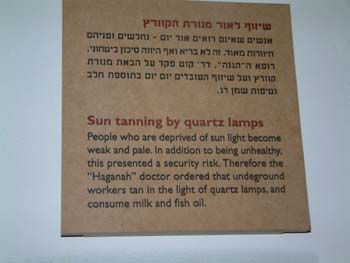 שיזוף לאור מנורת הקוורץ
אנשים שאינם רואים אור יום - נחלשים ופניהם
חיוורות מאוד. זה לא בריא ואף היווה סיכון ביטחוני.
רופא ה"הגנה", דר' קוט פקד על הבאת מנורת
קוורץ ועל שיזוף העובדים יום יום בתוספת חלב
וטיפות שמן דג.
Sun tanning by quartz lamps
People who are deprived of sun light become
weak and pale. In addition to being unhealthy,
this presented a security risk. Therefore the
"Haganah" doctor ordered that undeground
workers tan in the light of quartz lamps, and
consume milk and fish oil.